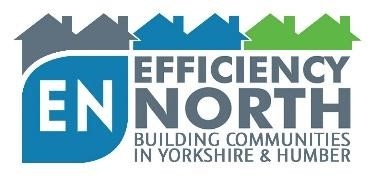 EN
EFFICIENCY
NORTH
BUILDING COMMUNITIES
IN YORKSHIRE & HUMBER